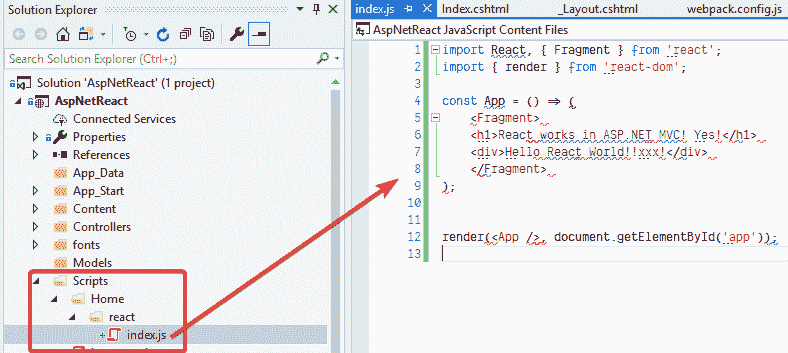 Solution Explorer
Search Solution Explorer (Ctrl+;)
Solution 'AspNetReact' (1 project)
AspNetReact
Connected Services
Properties
References
App_Data
App_Start
Content
Controllers
fonts
Models
Scripts
Home
react
index.js
index.js
Index.cshtml
_Layout.cshtml
webpack.config.js
AspNetReact JavaScript Content Files
1 import React, { Fragment } from 'react';
2 import { render } from 'react-dom';
3
4 const App = () => (
5 <Fragment>
6 <h1>React works in ASP.NET MVC! Yes!</h1>
7 <div>Hello React World!!xxx!</div>
8 </Fragment>
9 );
10
11
12 render(<App />, document.getElementById('app'));
13